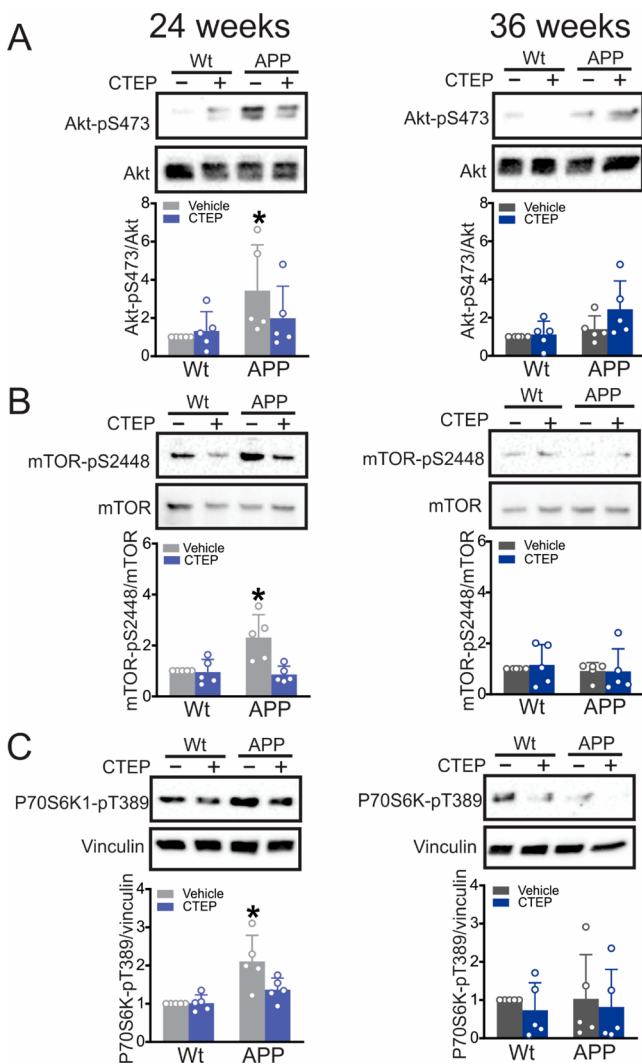 24 weeks
36 weeks
A
Wt APP
CTEP − + − +
Akt-pS473
Akt
Akt-pS473/Akt
8
6
4
2
0
Vehicle
CTEP
*
Wt APP
Wt APP
CTEP − + − +
Akt-pS473
Akt
Akt-pS473/Akt
8
6
4
2
0
Vehicle
CTEP
Wt APP
B
Wt APP
CTEP − + − +
mTOR-pS2448
mTOR
mTOR-pS2448/mTOR
6
4
2
0
Vehicle
CTEP
*
Wt APP
Wt APP
CTEP − + − +
mTOR-pS2448
mTOR
mTOR-pS2448/mTOR
6
4
2
0
Vehicle
CTEP
Wt APP
C
Wt APP
CTEP − + − +
P70S6K1-pT389
Vinculin
P70S6K-pT389/vinculin
4
3
2
1
0
Vehicle
CTEP
*
Wt APP
Wt APP
CTEP − + − +
P70S6K-pT389
Vinculin
P70S6K-pT389/vinculin
4
3
2
1
0
Vehicle
CTEP
Wt APP